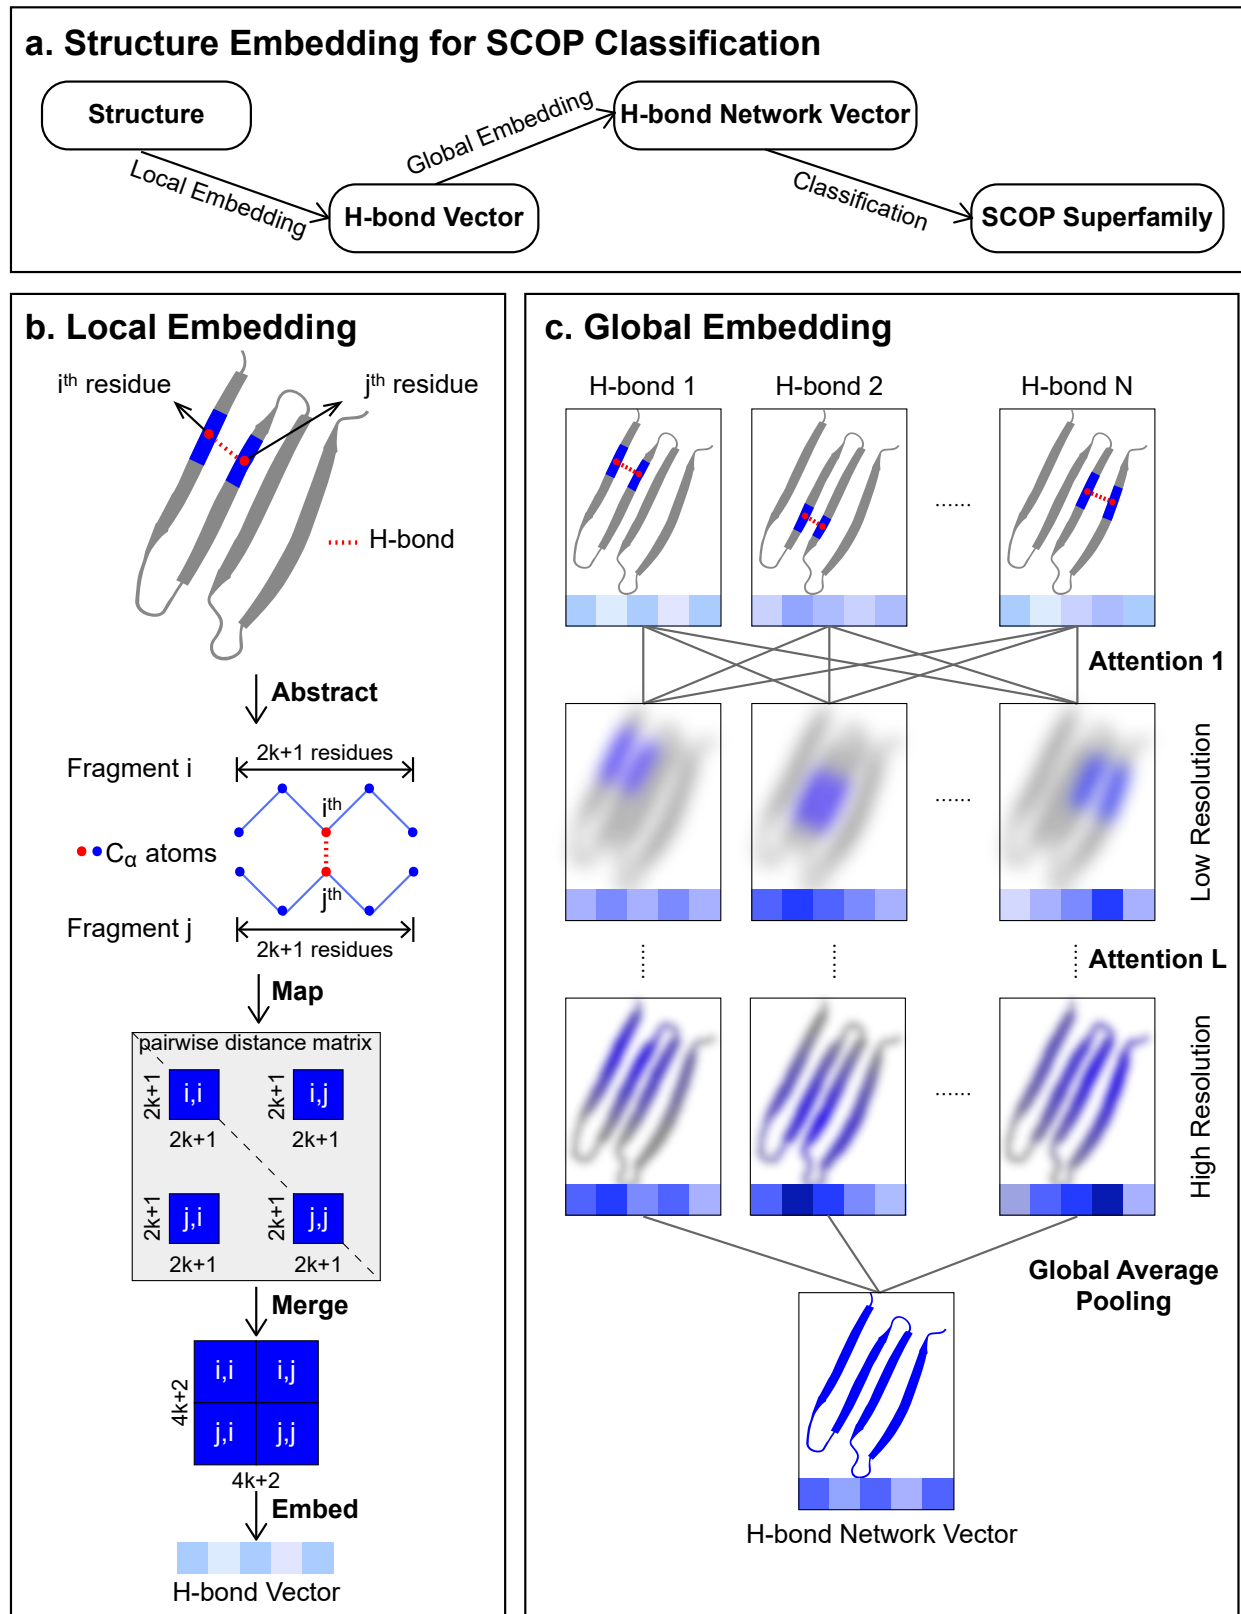 a. Structure Embedding for SCOP Classification
Structure
Local Embedding
H-bond Vector
Global Embedding
H-bond Network Vector
Classification
SCOP Superfamily
b. Local Embedding
ith residue
jth residue
H-bond
Abstract
Fragment i
2k+1 residues
ith
Cα atoms
jth
Fragment j
2k+1 residues
Map
pairwise distance matrix
2k+1
i,i
2k+1
2k+1
i,j
2k+1
2k+1
j,i
2k+1
2k+1
j,j
2k+1
Merge
4k+2
i,i
i,j
j,i
j,j
4k+2
Embed
H-bond Vector
c. Global Embedding
H-bond 1
H-bond 2
H-bond N
......
Attention 1
......
Low Resolution
Attention L
......
High Resolution
Global Average
Pooling
H-bond Network Vector